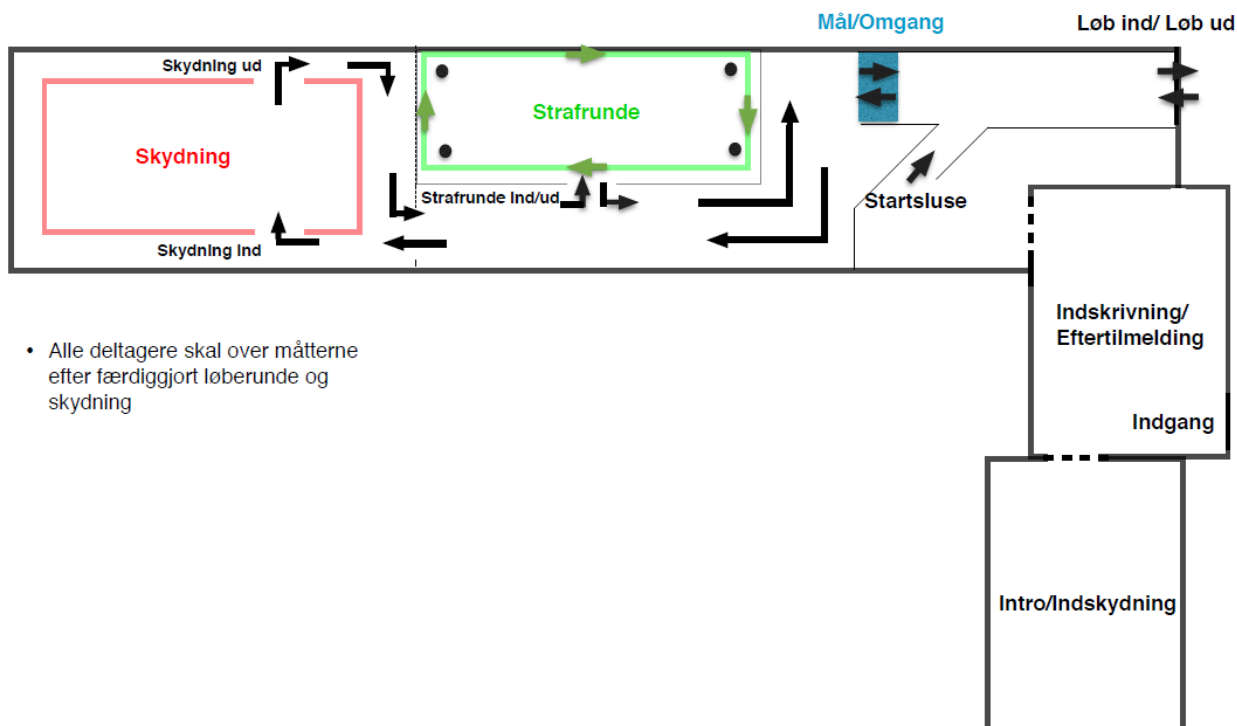 Mål/Omgang
Løb ind/ Løb ud
Skydning ud
Strafrunde
Skydning
Strafrunde Ind/ud
Startsluse
Skydning Ind
Indskrivning/
Eftertilmelding
• Alle deltagere skal over måtterne
efter færdiggjort løberunde og
skydning
Indgang
Intro/Indskydning